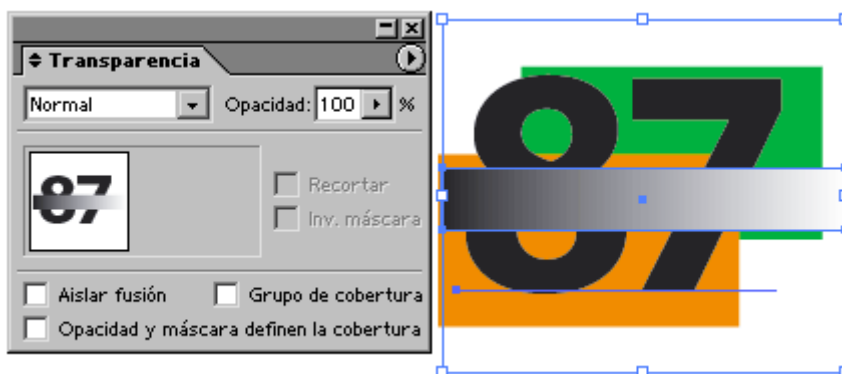 Transparencia
Normal Opacidad: 100 %
87 Recortar
Inv. máscara
Aislar fusión Grupo de cobertura
Opacidad y máscara definen la cobertura
87